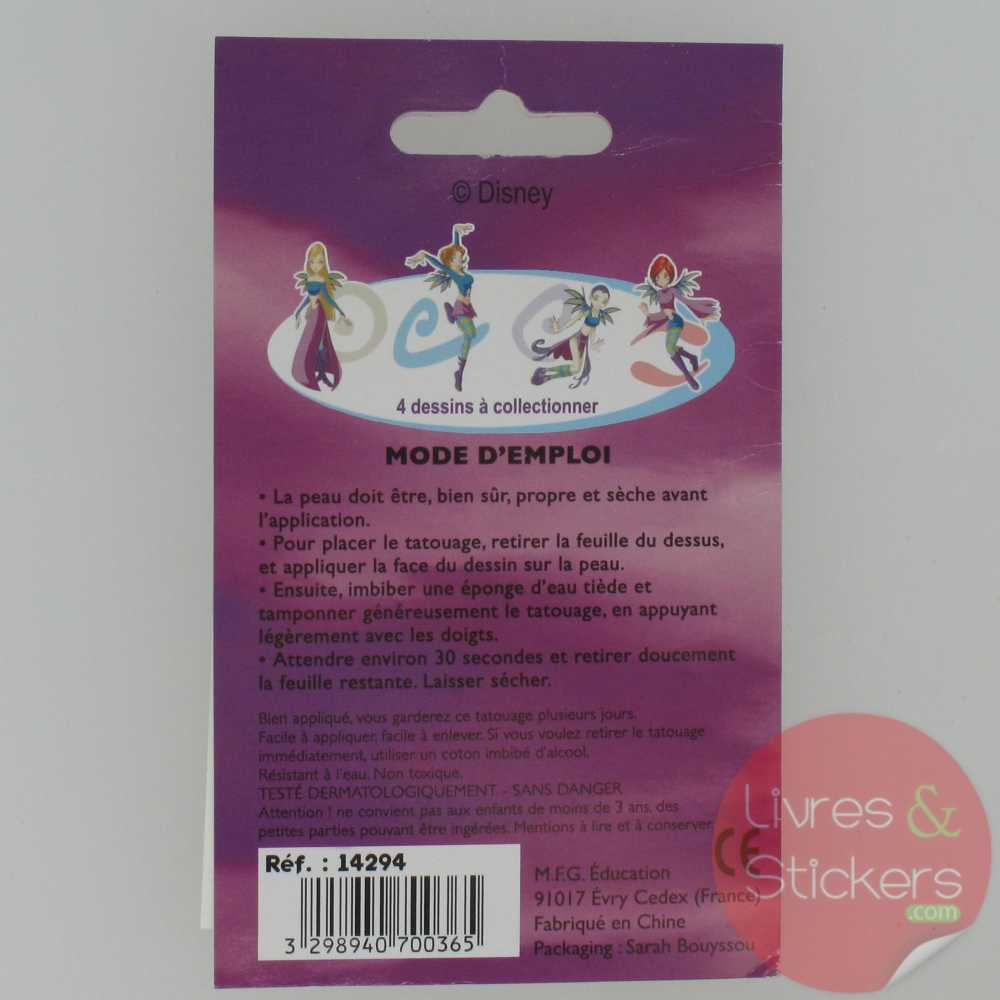 © Disney
4 dessins à collectionner
MODE D'EMPLOI
• La peau doit être, bien sûr, propre et sèche avant
l'application.
• Pour placer le tatouage, retirer la feuille du dessus,
et appliquer la face du dessin sur la peau.
• Ensuite, imbiber une éponge d'eau tiède et
tamponner généreusement le tatouage, en appuyant
légèrement avec les doigts.
• Attendre environ 30 secondes et retirer doucement
la feuille restante. Laisser sécher.
Bien appliqué, vous garderez ce tatouage plusieurs jours.
Facile à appliquer, facile à enlever. Si vous voulez retirer le tatouage
immédiatement, utiliser un coton imbibé d'alcool.
Résistant à l'eau. Non toxique.
TESTÉ DERMATOLOGIQUEMENT - SANS DANGER
Attention ! ne convient pas aux enfants de moins de 3 ans, des
petites parties pouvant être ingérées. Mentions à lire et à conserver.
Réf. : 14294
3 298940 700365
M.F.G. Éducation
91017 Évry Cedex (France)
Fabriqué en Chine
Packaging : Sarah Bouyssou
CE
Livres &
Stickers
.com